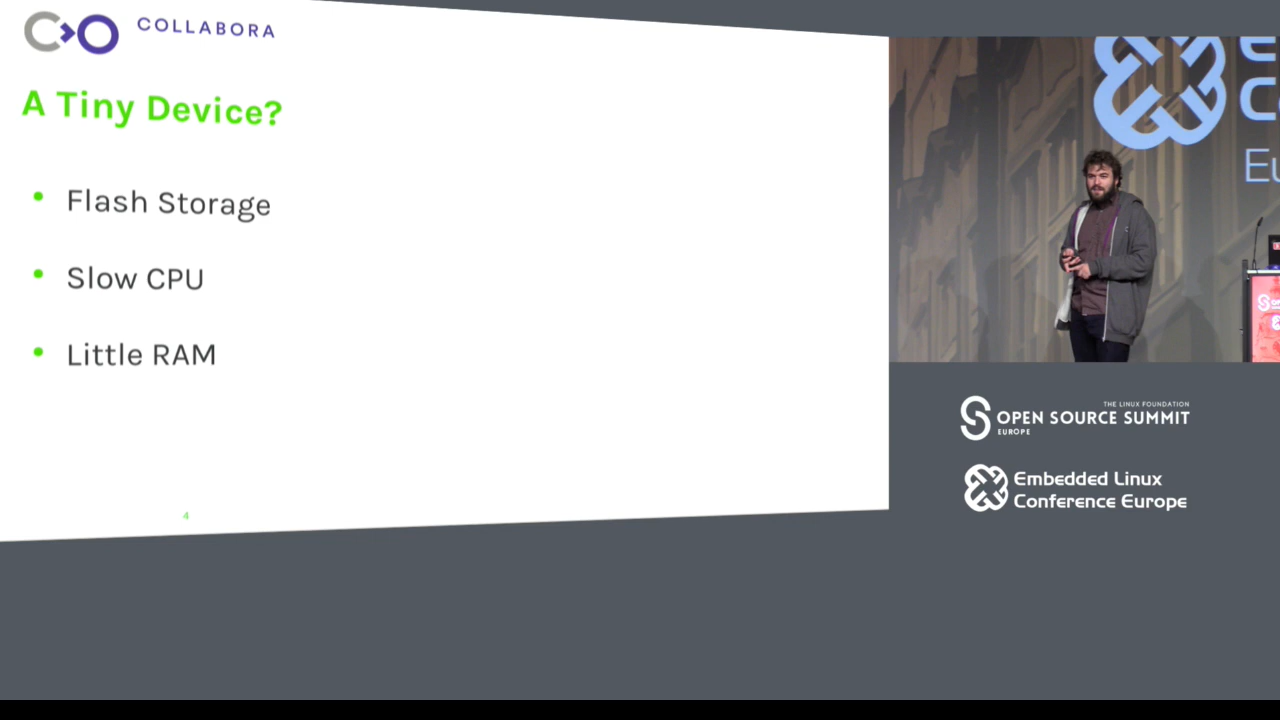 COLLABORA
A Tiny Device?
Flash Storage
Slow CPU
Little RAM
4
Eu
THE LINUX FOUNDATION
OPEN SOURCE SUMMIT
EUROPE
Embedded Linux
Conference Europe